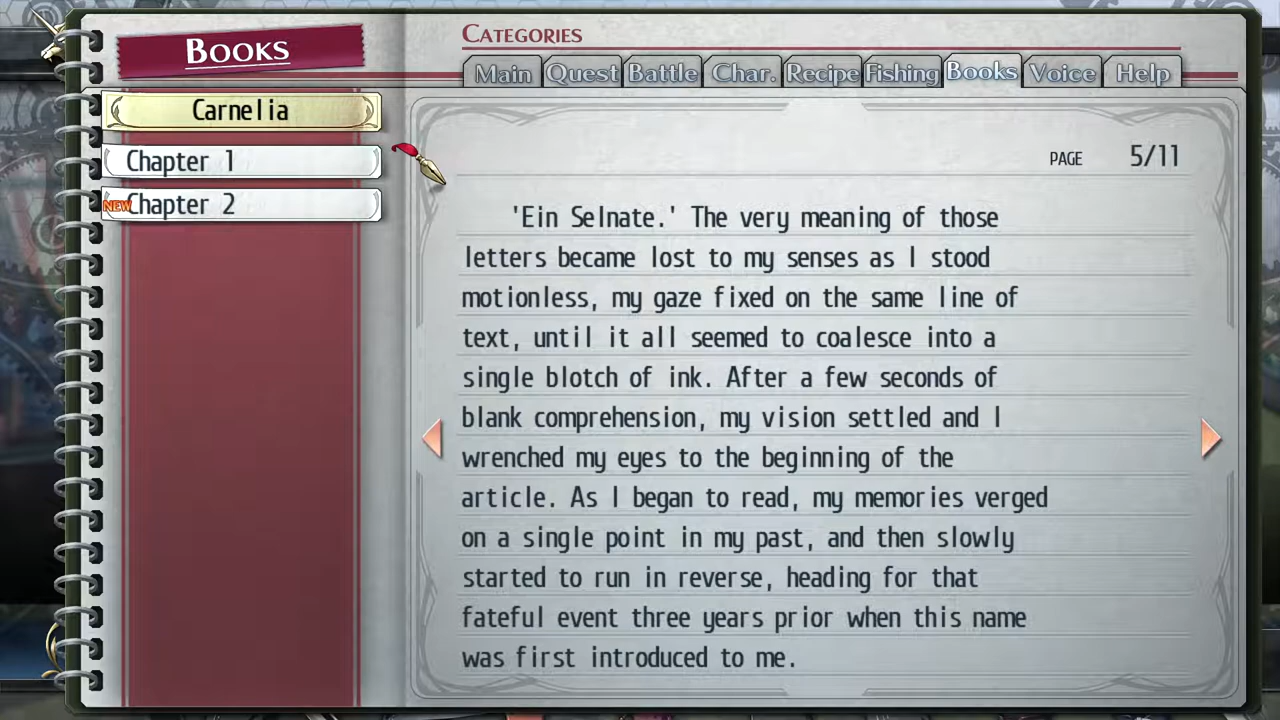 BOOKS
CATEGORIES
Main Quest Battle Char. Recipe Fishing Books Voice Help
Carnelia
Chapter 1
NEW Chapter 2
PAGE 5/11
'Ein Selnate.' The very meaning of those
letters became lost to my senses as I stood
motionless, my gaze fixed on the same line of
text, until it all seemed to coalesce into a
single blotch of ink. After a few seconds of
blank comprehension, my vision settled and I
wrenched my eyes to the beginning of the
article. As I began to read, my memories verged
on a single point in my past, and then slowly
started to run in reverse, heading for that
fateful event three years prior when this name
was first introduced to me.